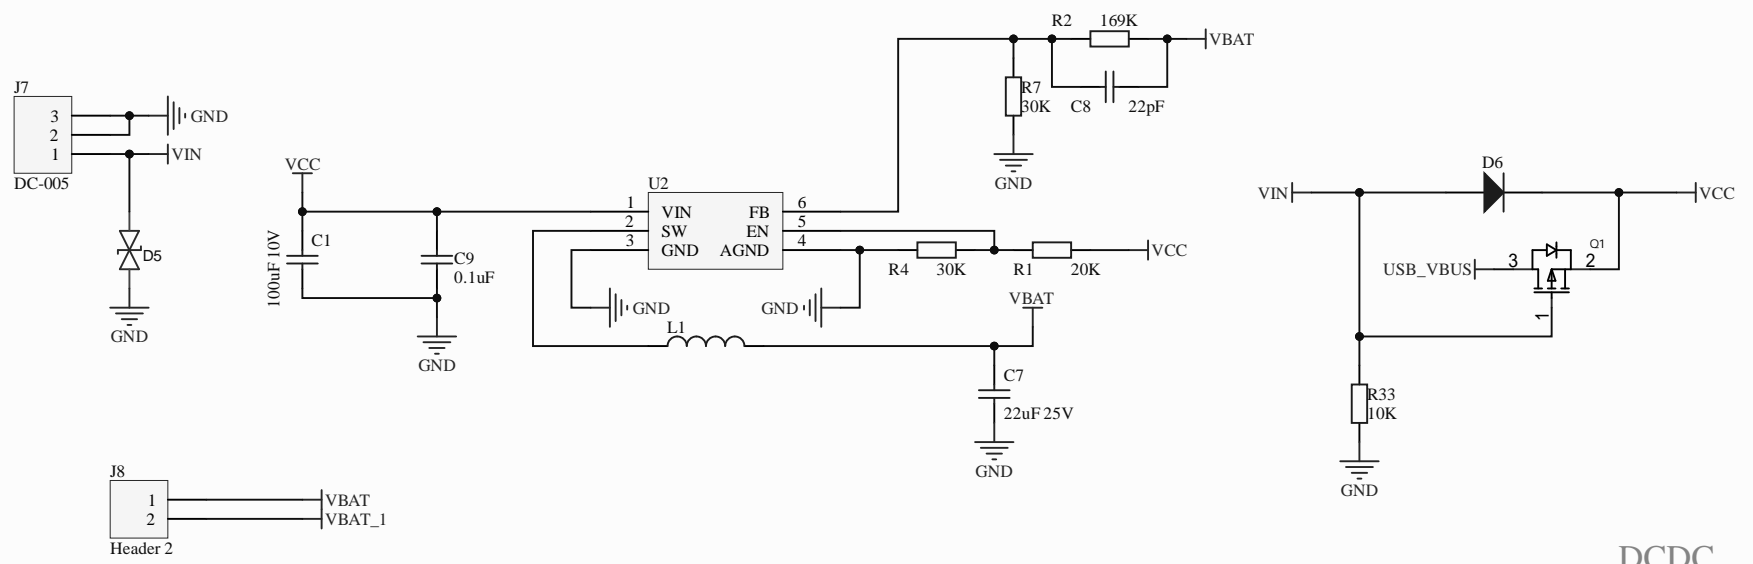 R2 169K
VBAT
R7
30K
C8 22pF
GND
J7
3
2
1
DC-005
GND
VIN
D5
GND
VCC
C1
100uF 10V
C9
0.1uF
GND
U2
1 VIN FB 6
2 SW EN 5
3 GND AGND 4
R4 30K
R1 20K
VCC
GND
GND
VBAT
L1
C7
22uF 25V
GND
VIN
D6
VCC
Q1
USB_VBUS
3
2
1
R33
10K
GND
J8
1
2
VBAT
VBAT_1
Header 2
DCDC